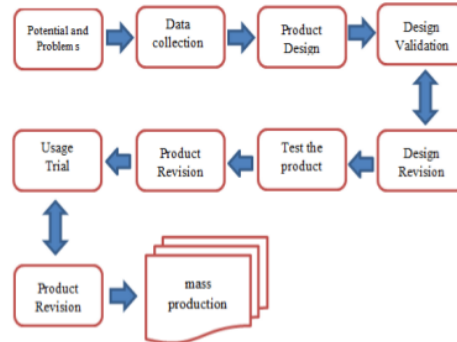 Potential and
Problems
Data
collection
Product
Design
Design
Validation
Usage
Trial
Product
Revision
Test the
product
Design
Revision
Product
Revision
mass
production